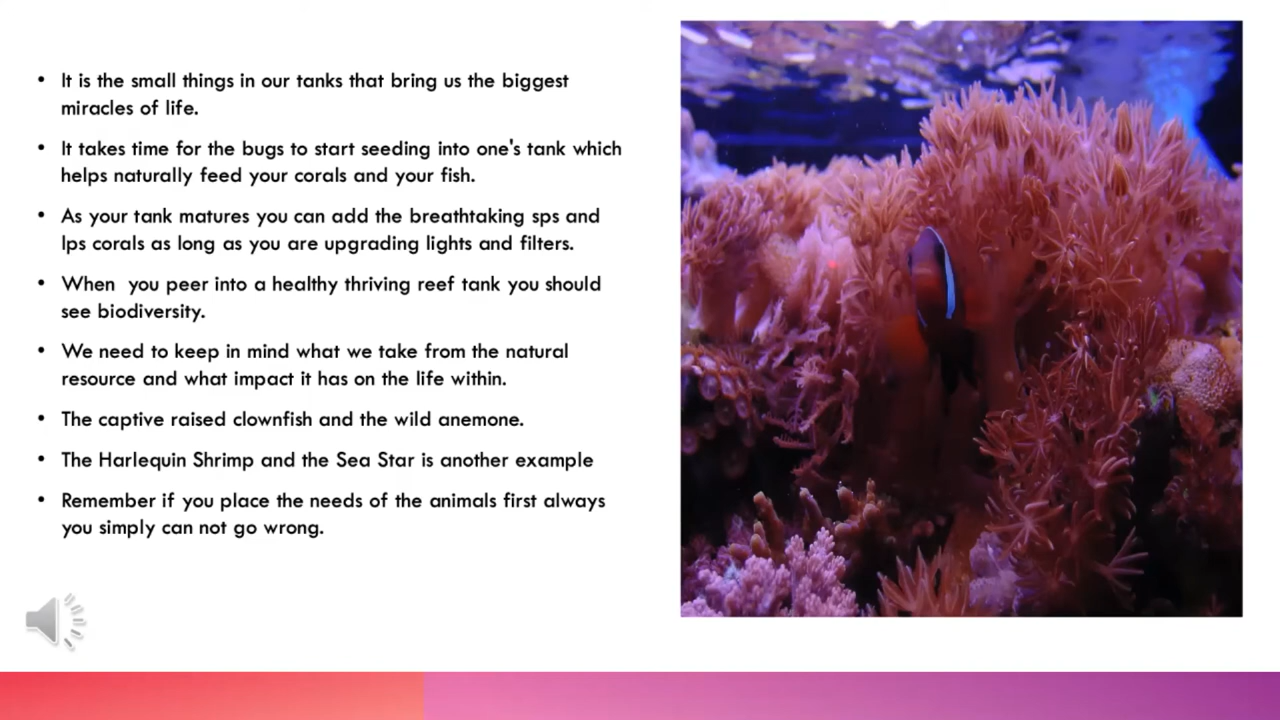 • It is the small things in our tanks that bring us the biggest
miracles of life.
• It takes time for the bugs to start seeding into one's tank which
helps naturally feed your corals and your fish.
• As your tank matures you can add the breathtaking sps and
lps corals as long as you are upgrading lights and filters.
• When  you peer into a healthy thriving reef tank you should
see biodiversity.
• We need to keep in mind what we take from the natural
resource and what impact it has on the life within.
• The captive raised clownfish and the wild anemone.
• The Harlequin Shrimp and the Sea Star is another example
• Remember if you place the needs of the animals first always
you simply can not go wrong.